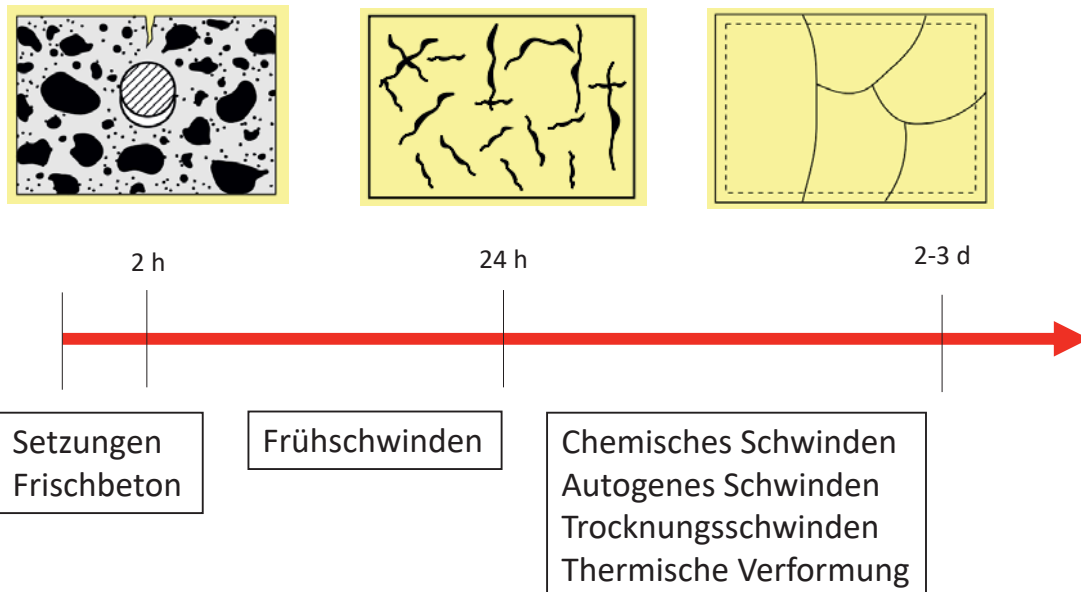 2 h
24 h
2-3 d
Setzungen
Frischbeton
Frühschwinden
Chemisches Schwinden
Autogenes Schwinden
Trocknungsschwinden
Thermische Verformung